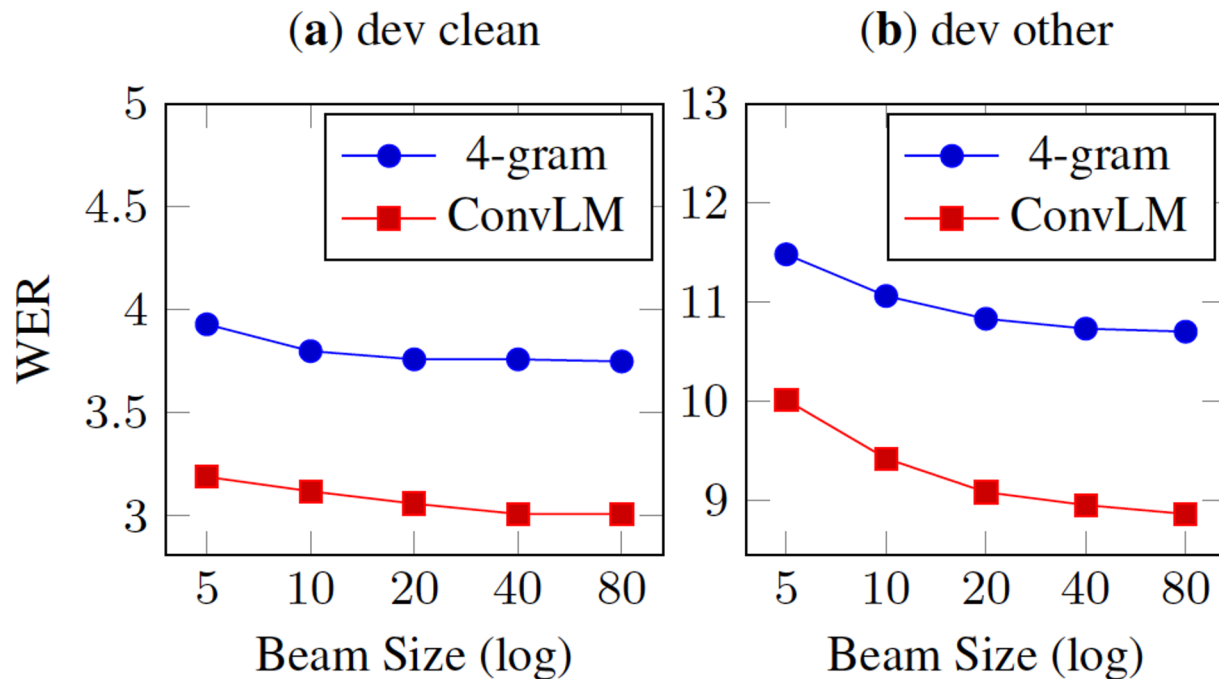 (a) dev clean
5
4.5
4
3.5
3
WER
4-gram
ConvLM
5 10 20 40 80
Beam Size (log)
(b) dev other
13
12
11
10
9
4-gram
ConvLM
5 10 20 40 80
Beam Size (log)